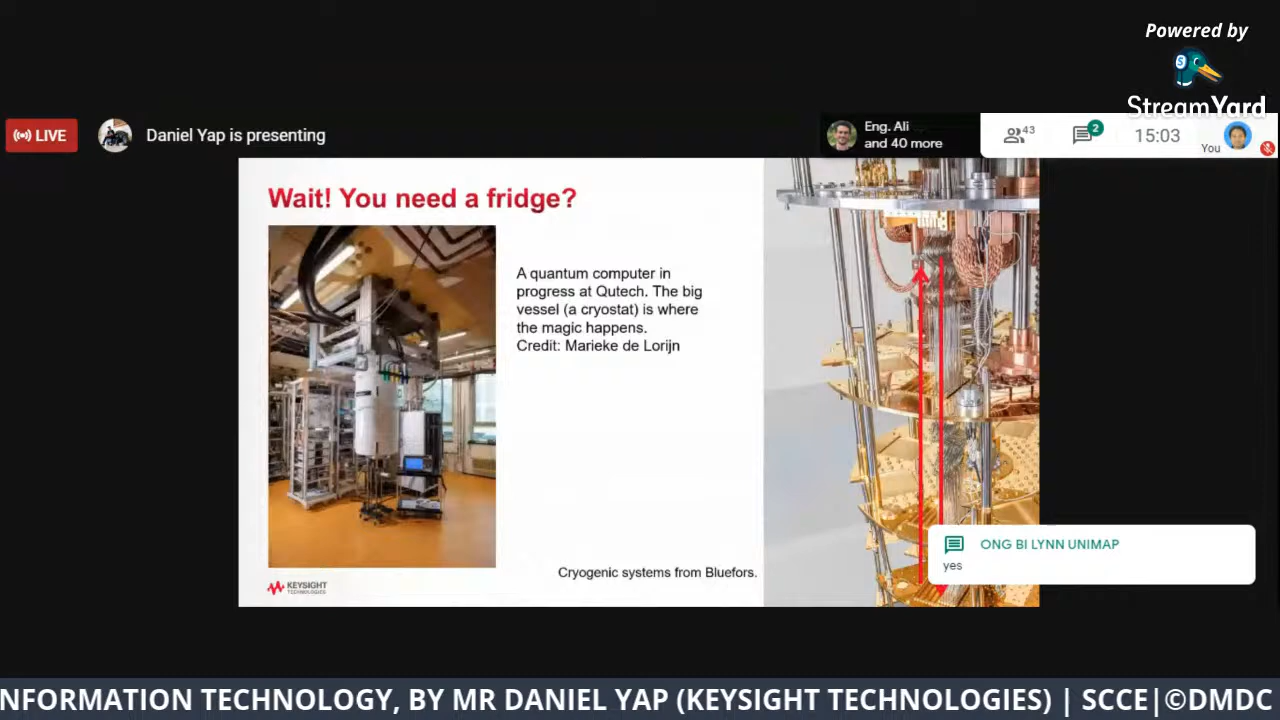 Powered by
StreamYard
LIVE
Daniel Yap is presenting
Eng. Ali
and 40 more
43
2
15:03
You
Wait! You need a fridge?
A quantum computer in
progress at Qutech. The big
vessel (a cryostat) is where
the magic happens.
Credit: Marieke de Lorijn
Cryogenic systems from Bluefors.
KEYSIGHT
TECHNOLOGIES
ONG BI LYNN UNIMAP
yes
NFORMATION TECHNOLOGY, BY MR DANIEL YAP (KEYSIGHT TECHNOLOGIES) | SCCE|©DMDC